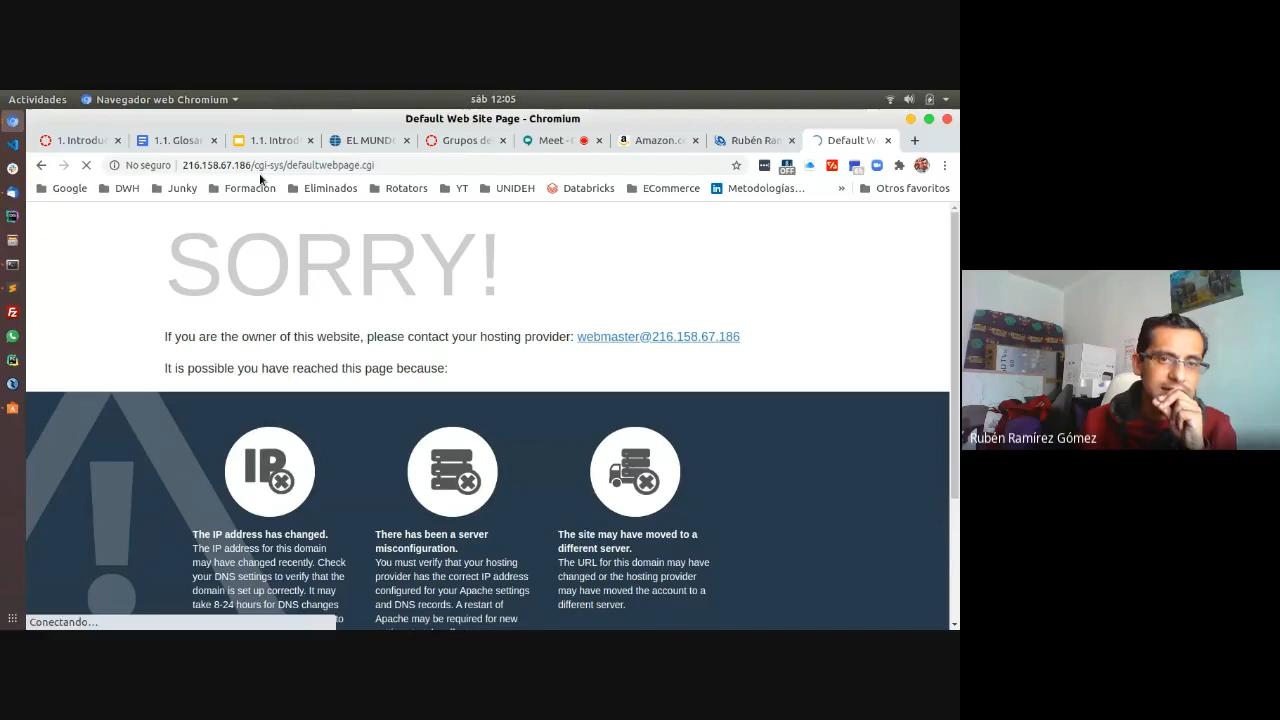 Actividades Navegador web Chromium sáb 12:05
Default Web Site Page - Chromium
1. Introduc 1.1. Glosar 1.1. Introd EL MUND Grupos de Meet - Amazon.c Rubén Ran Default W
No seguro 216.158.67.186/cgi-sys/defaultwebpage.cgi OFF
Google DWH Junky Formación Eliminados Rotators YT UNIDEH Databricks ECommerce Metodologías… » Otros favoritos
SORRY!
If you are the owner of this website, please contact your hosting provider: webmaster@216.158.67.186
It is possible you have reached this page because:
IP
The IP address has changed.
The IP address for this domain
may have changed recently. Check
your DNS settings to verify that the
domain is set up correctly. It may
take 8-24 hours for DNS changes
to
There has been a server
misconfiguration.
You must verify that your hosting
provider has the correct IP address
configured for your Apache settings
and DNS records. A restart of
Apache may be required for new
The site may have moved to a
different server.
The URL for this domain may have
changed or the hosting provider
may have moved the account to a
different server.
Conectando…
Rubén Ramírez Gómez